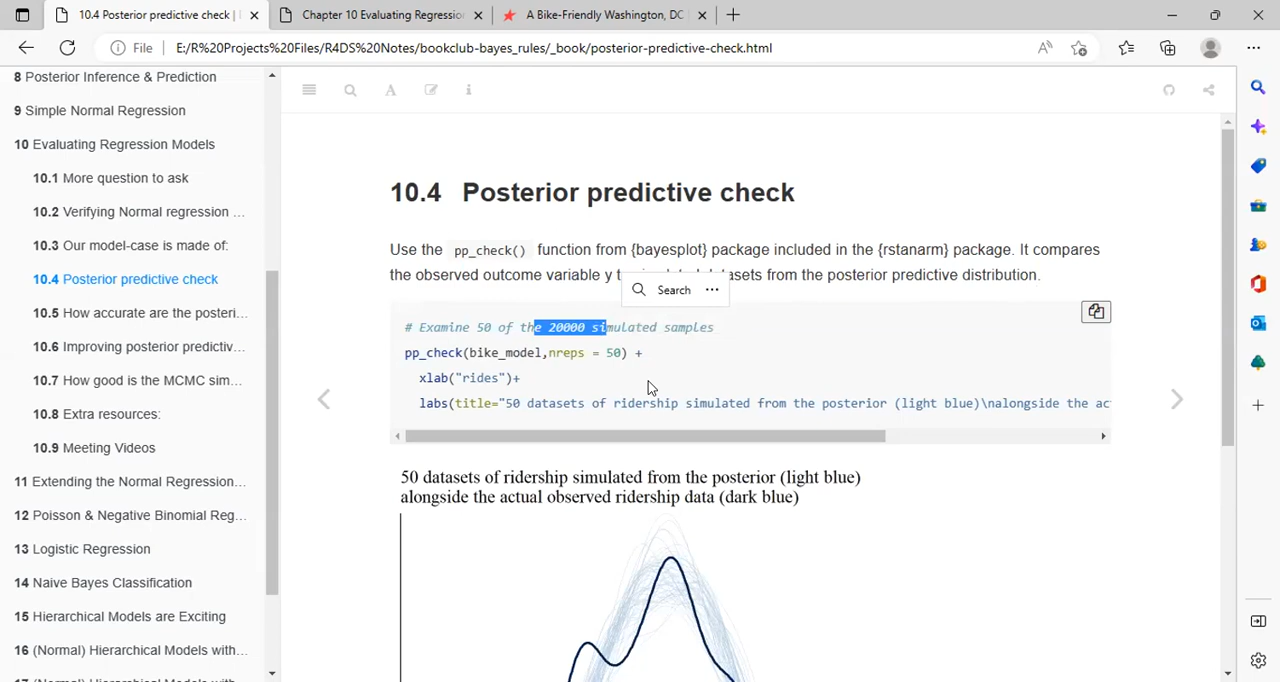 10.4 Posterior predictive check |
Chapter 10 Evaluating Regressio
A Bike-Friendly Washington, DC
File
E:/R%20Projects%20Files/R4DS%20Notes/bookclub-bayes_rules/_book/posterior-predictive-check.html
8 Posterior Inference & Prediction
9 Simple Normal Regression
10 Evaluating Regression Models
10.1 More question to ask
10.2 Verifying Normal regression ...
10.3 Our model-case is made of:
10.4 Posterior predictive check
10.5 How accurate are the posteri...
10.6 Improving posterior predictiv...
10.7 How good is the MCMC sim...
10.8 Extra resources:
10.9 Meeting Videos
11 Extending the Normal Regression...
12 Poisson & Negative Binomial Reg...
13 Logistic Regression
14 Naive Bayes Classification
15 Hierarchical Models are Exciting
16 (Normal) Hierarchical Models with...
10.4 Posterior predictive check
Use the pp_check() function from {bayesplot} package included in the {rstanarm} package. It compares
the observed outcome variable y datasets from the posterior predictive distribution.
Search ...
# Examine 50 of the 20000 simulated samples
pp_check(bike_model,nreps = 50) +
xlab("rides")+
labs(title="50 datasets of ridership simulated from the posterior (light blue)\nalongside the ac
50 datasets of ridership simulated from the posterior (light blue)
alongside the actual observed ridership data (dark blue)